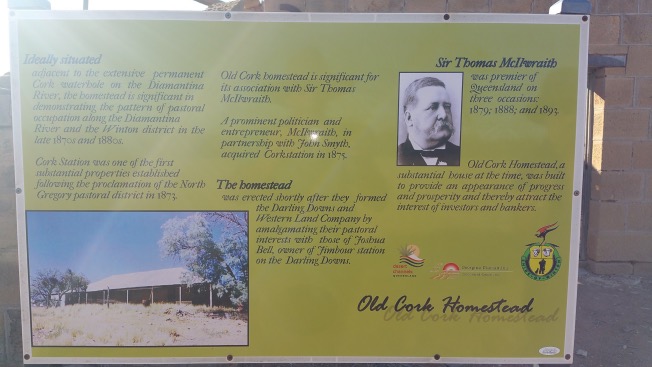 Ideally situated
adjacent to the extensive permanent
Cork waterhole on the Diamantina
River, the homestead is significant in
demonstrating the pattern of pastoral
occupation along the Diamantina
River and the Winton district in the
late 1870s and 1880s.
Cork Station was one of the first
substantial properties established
following the proclamation of the North
Gregory pastoral district in 1873.
Old Cork homestead is significant for
its association with Sir Thomas
McIlwraith.
A prominent politician and
entrepreneur, McIlwraith, in
partnership with John Smyth,
acquired Corkstation in 1875.
The homestead
was erected shortly after they formed
the Darling Downs and
Western Land Company by
amalgamating their pastoral
interests with those of Joshua
Bell, owner of Jimbour station
on the Darling Downs.
Sir Thomas McIlwraith
was premier of
Queensland on
three occasions:
1879; 1888; and 1893.
Old Cork Homestead, a
substantial house at the time, was built
to provide an appearance of progress
and prosperity and thereby attract the
interest of investors and bankers.
Old Cork Homestead
Old Cork Homestead